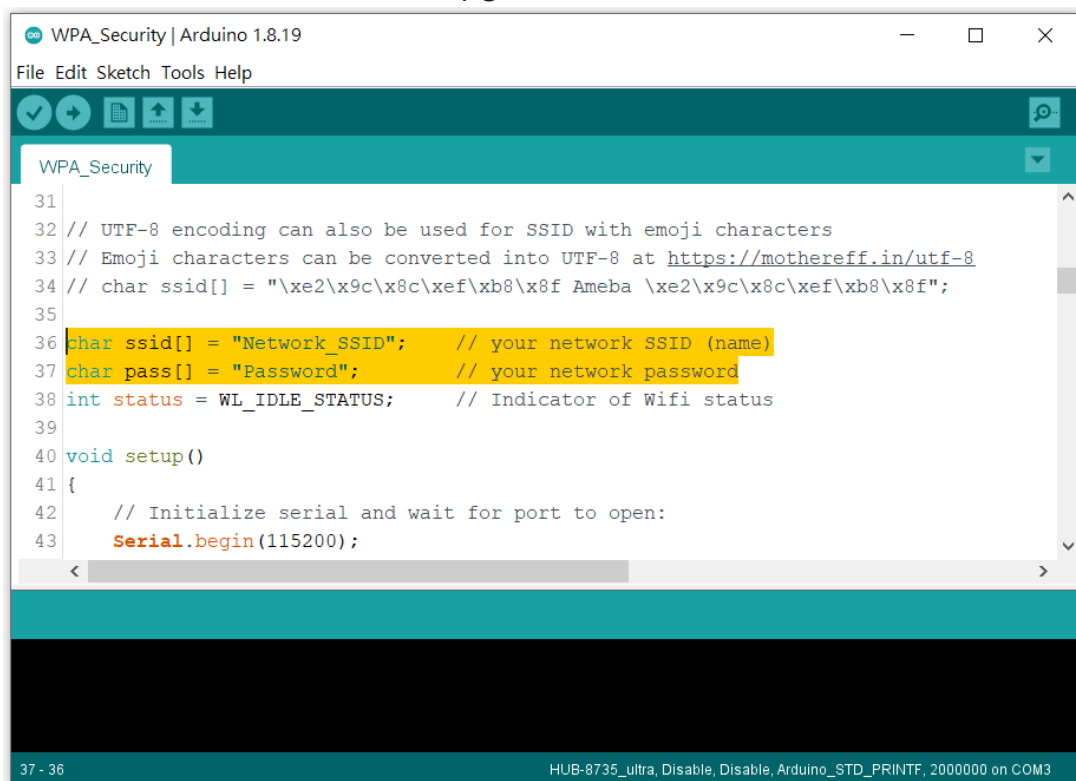 WPA_Security | Arduino 1.8.19
File Edit Sketch Tools Help
WPA_Security
31
32 // UTF-8 encoding can also be used for SSID with emoji characters
33 // Emoji characters can be converted into UTF-8 at https://mothereff.in/utf-8
34 // char ssid[] = "\xe2\x9c\x8c\xef\xb8\x8f Ameba \xe2\x9c\x8c\xef\xb8\x8f";
35
36 char ssid[] = "Network_SSID";    // your network SSID (name)
37 char pass[] = "Password";        // your network password
38 int status = WL_IDLE_STATUS;     // Indicator of Wifi status
39
40 void setup()
41 {
42     // Initialize serial and wait for port to open:
43     Serial.begin(115200);
37 - 36
HUB-8735_ultra, Disable, Disable, Arduino_STD_PRINTF, 2000000 on COM3